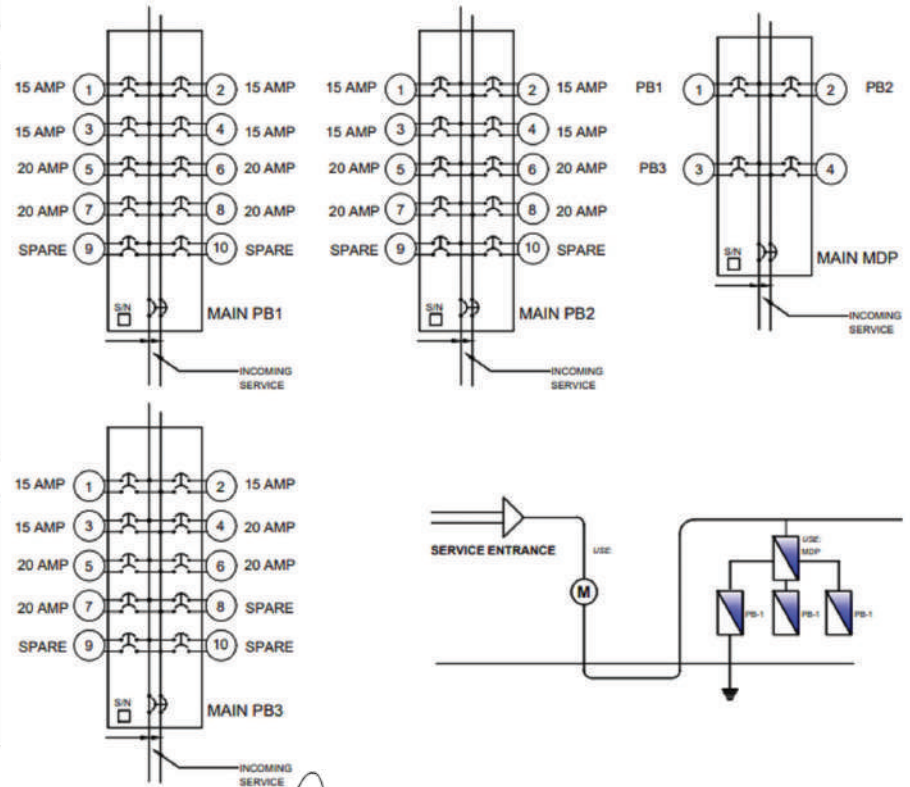 15 AMP 1 2 15 AMP
15 AMP 3 4 15 AMP
20 AMP 5 6 20 AMP
20 AMP 7 8 20 AMP
SPARE 9 10 SPARE
S/N
MAIN PB1
INCOMING
SERVICE
15 AMP 1 2 15 AMP
15 AMP 3 4 15 AMP
20 AMP 5 6 20 AMP
20 AMP 7 8 20 AMP
SPARE 9 10 SPARE
S/N
MAIN PB2
INCOMING
SERVICE
PB1 1 2 PB2
PB3 3 4
S/N
MAIN MDP
INCOMING
SERVICE
15 AMP 1 2 15 AMP
15 AMP 3 4 20 AMP
20 AMP 5 6 20 AMP
20 AMP 7 8 SPARE
SPARE 9 10 SPARE
S/N
MAIN PB3
INCOMING
SERVICE
SERVICE ENTRANCE
USE:
M
USE:
MDP
PB-1 PB-1 PB-1